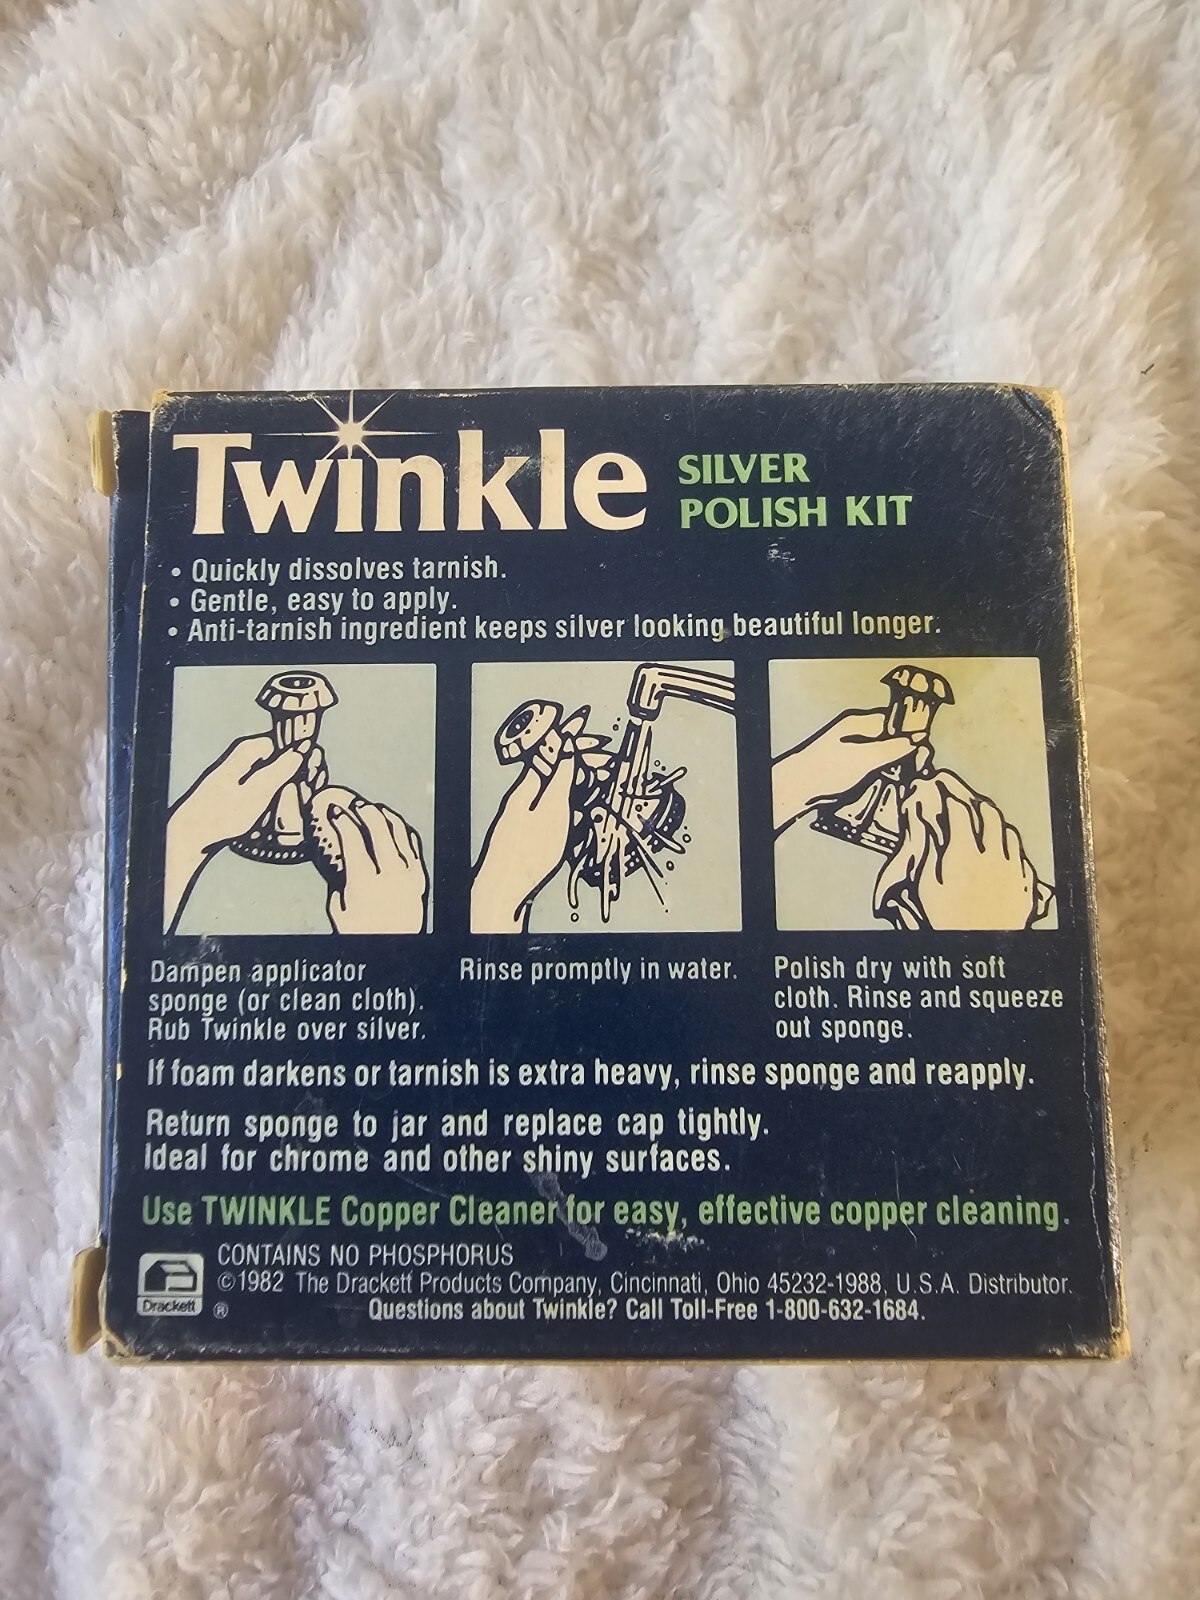 Twinkle
SILVER
POLISH KIT
• Quickly dissolves tarnish.
• Gentle, easy to apply.
• Anti-tarnish ingredient keeps silver looking beautiful longer.
Dampen applicator
sponge (or clean cloth).
Rub Twinkle over silver.
Rinse promptly in water.
Polish dry with soft
cloth. Rinse and squeeze
out sponge.
If foam darkens or tarnish is extra heavy, rinse sponge and reapply.
Return sponge to jar and replace cap tightly.
Ideal for chrome and other shiny surfaces.
Use TWINKLE Copper Cleaner for easy, effective copper cleaning.
CONTAINS NO PHOSPHORUS
©1982 The Drackett Products Company, Cincinnati, Ohio 45232-1988, U.S.A. Distributor.
Drackett ®
Questions about Twinkle? Call Toll-Free 1-800-632-1684.